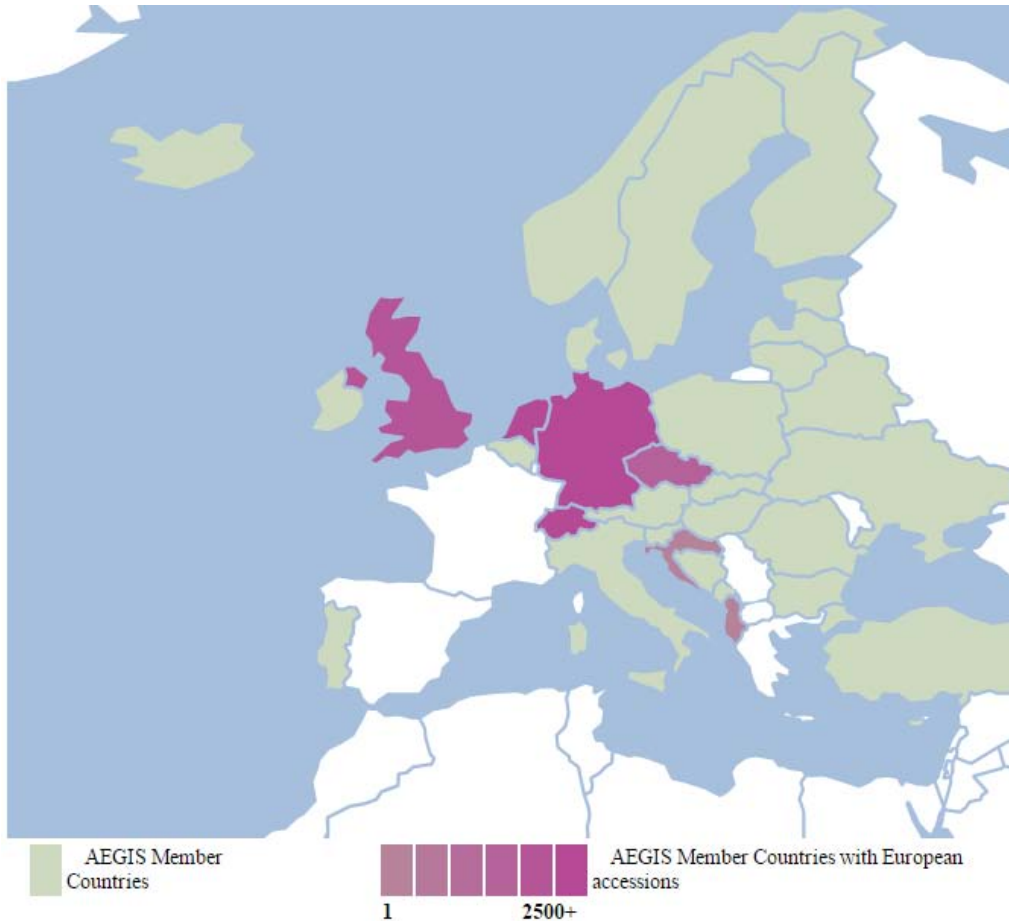 AEGIS Member
Countries
AEGIS Member Countries with European
accessions
1 2500+